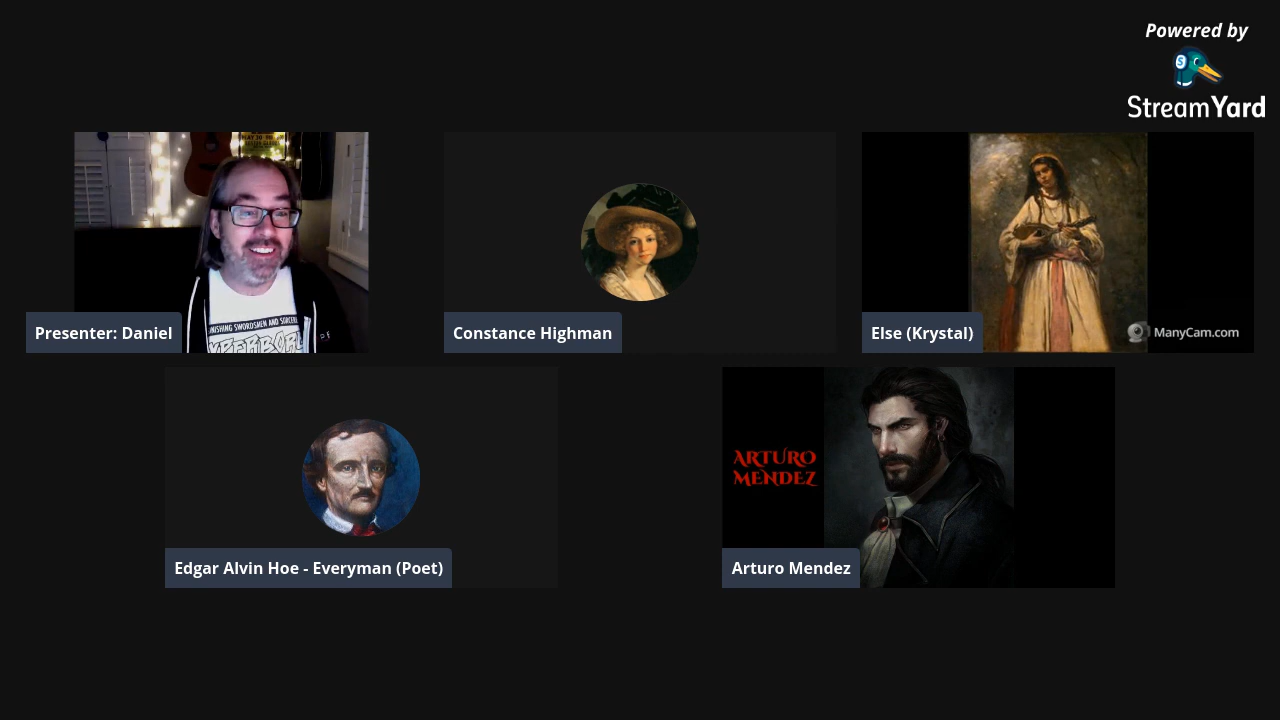 Powered by
S
StreamYard
Presenter: Daniel
Constance Highman
Else (Krystal)
ManyCam.com
ARTURO
MENDEZ
Edgar Alvin Hoe - Everyman (Poet)
Arturo Mendez